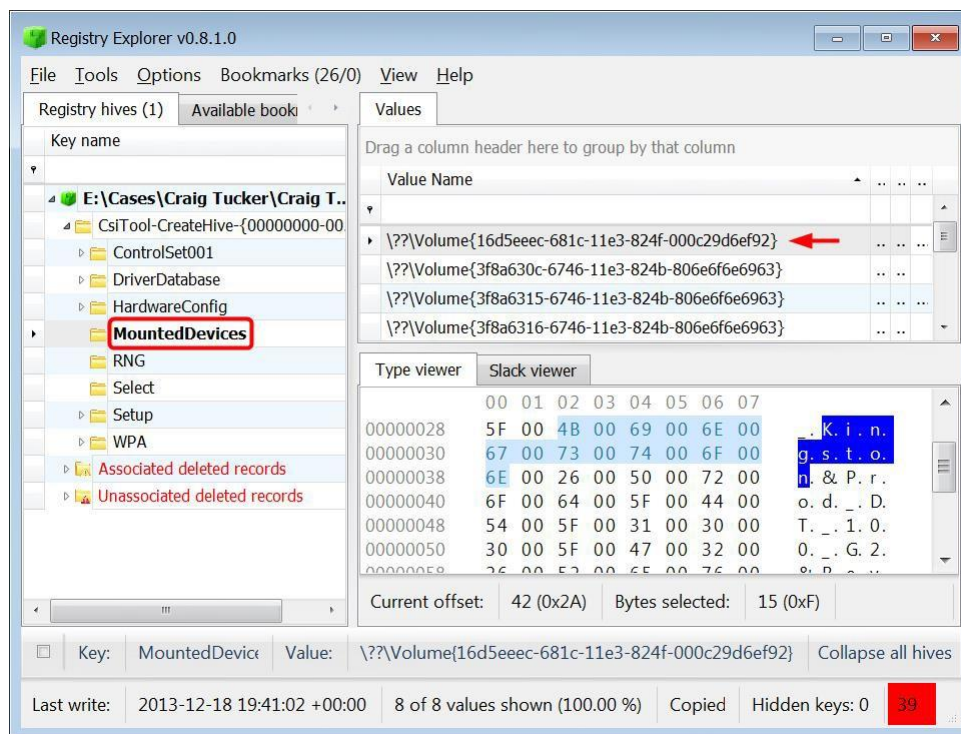 Registry Explorer v0.8.1.0
File Tools Options Bookmarks (26/0) View Help
Registry hives (1) Available book
Key name
E:\Cases\Craig Tucker\Craig T..
CsiTool-CreateHive-{00000000-00
ControlSet001
DriverDatabase
HardwareConfig
MountedDevices
RNG
Select
Setup
WPA
Associated deleted records
Unassociated deleted records
Values
Drag a column header here to group by that column
Value Name .. .. ..
\??\Volume{16d5eeec-681c-11e3-824f-000c29d6ef92} .. .. ...
\??\Volume{3f8a630c-6746-11e3-824b-806e6f6e6963} .. ..
\??\Volume{3f8a6315-6746-11e3-824b-806e6f6e6963} .. .. ...
\??\Volume{3f8a6316-6746-11e3-824b-806e6f6e6963} .. ..
Type viewer Slack viewer
00 01 02 03 04 05 06 07
00000028 5F 00 4B 00 69 00 6E 00 _.K.i.n.
00000030 67 00 73 00 74 00 6F 00 g.s.t.o.
00000038 6E 00 26 00 50 00 72 00 n.&P.r.
00000040 6F 00 64 00 5F 00 44 00 o.d._.D.
00000048 54 00 5F 00 31 00 30 00 T._.1.0.
00000050 30 00 5F 00 47 00 32 00 0._.G.2.
Current offset: 42 (0x2A) Bytes selected: 15 (0xF)
Key: MountedDevice Value: \??\Volume{16d5eeec-681c-11e3-824f-000c29d6ef92} Collapse all hives
Last write: 2013-12-18 19:41:02 +00:00 8 of 8 values shown (100.00 %) Copied Hidden keys: 0 39